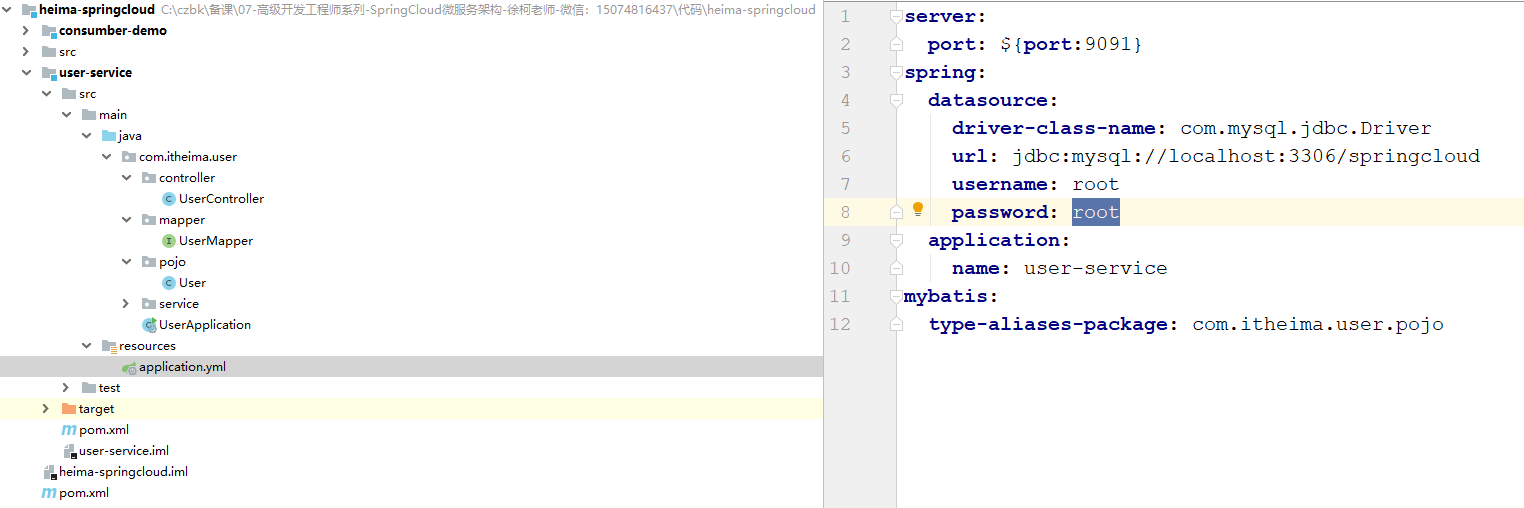 heima-springcloud C:\czbk\备课\07-高级开发工程师系列-SpringCloud微服务架构-徐柯老师-微信：15074816437\代码\heima-springcloud
consumber-demo
src
user-service
src
main
java
com.itheima.user
controller
UserController
mapper
UserMapper
pojo
User
service
UserApplication
resources
application.yml
test
target
pom.xml
user-service.iml
heima-springcloud.iml
pom.xml
1 server:
2 port: ${port:9091}
3 spring:
4 datasource:
5 driver-class-name: com.mysql.jdbc.Driver
6 url: jdbc:mysql://localhost:3306/springcloud
7 username: root
8 password: root
9 application:
10 name: user-service
11 mybatis:
12 type-aliases-package: com.itheima.user.pojo